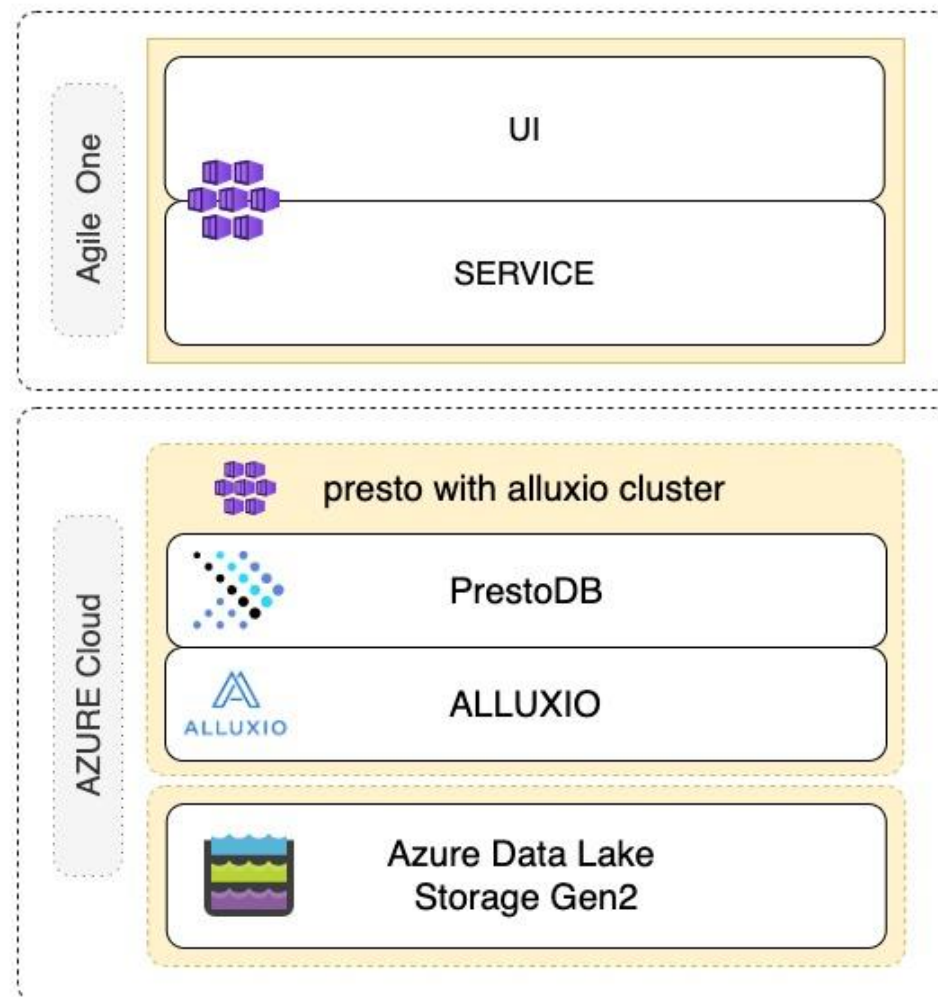 Agile One
UI
SERVICE
AZURE Cloud
presto with alluxio cluster
PrestoDB
ALLUXIO
ALLUXIO
Azure Data Lake
Storage Gen2